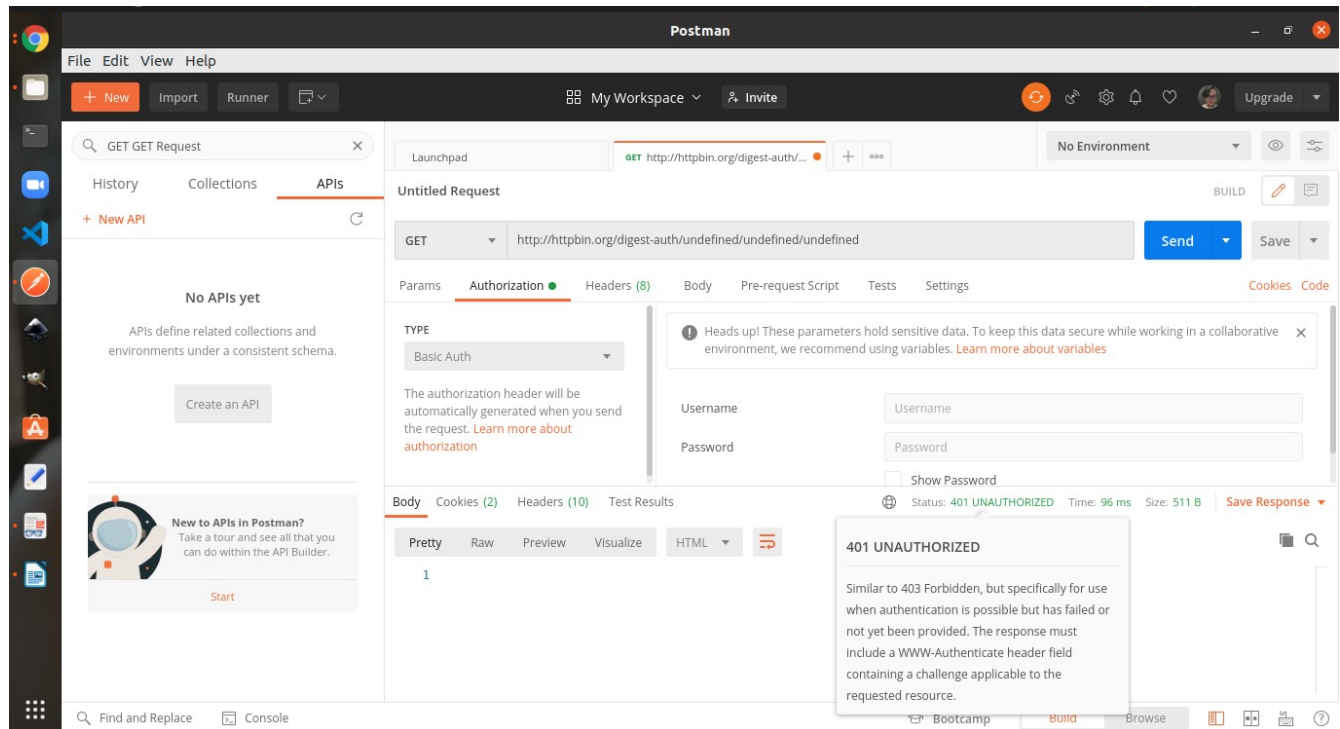 Postman
File Edit View Help
+ New Import Runner
My Workspace Invite
Upgrade
GET GET Request
Launchpad
GET http://httpbin.org/digest-auth/...
No Environment
History Collections APIs
Untitled Request
BUILD
+ New API
GET http://httpbin.org/digest-auth/undefined/undefined/undefined
Send
Save
Params Authorization Headers (8) Body Pre-request Script Tests Settings
Cookies Code
No APIs yet
APIs define related collections and
environments under a consistent schema.
Create an API
TYPE
Basic Auth
The authorization header will be
automatically generated when you send
the request. Learn more about
authorization
Heads up! These parameters hold sensitive data. To keep this data secure while working in a collaborative
environment, we recommend using variables. Learn more about variables
Username Username
Password Password
Show Password
New to APIs in Postman?
Take a tour and see all that you
can do within the API Builder.
Start
Body Cookies (2) Headers (10) Test Results
Status: 401 UNAUTHORIZED Time: 96 ms Size: 511 B Save Response
Pretty Raw Preview Visualize HTML
1
401 UNAUTHORIZED
Similar to 403 Forbidden, but specifically for use
when authentication is possible but has failed or
not yet been provided. The response must
include a WWW-Authenticate header field
containing a challenge applicable to the
requested resource.
Find and Replace Console
Bootcamp Build Browse